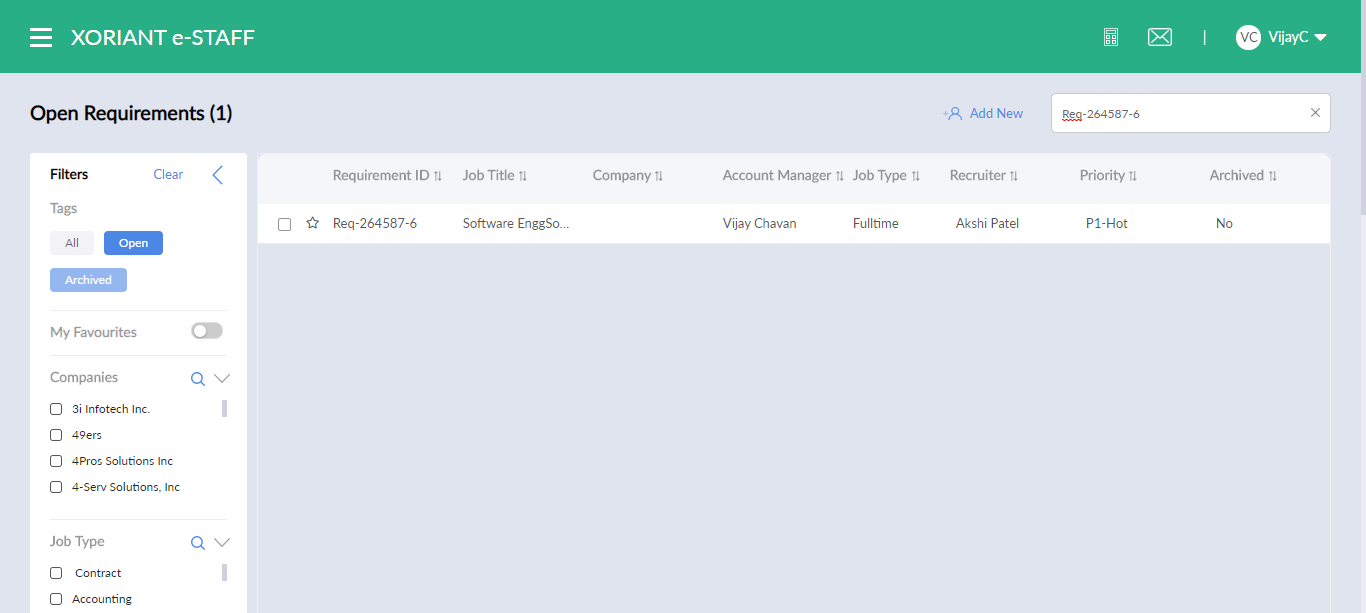 XORIANT e-STAFF
| VC VijayC
Open Requirements (1)
Add New
Req-264587-6
Filters Clear
Tags
All Open
Archived
My Favourites
Companies
3i Infotech Inc.
49ers
4Pros Solutions Inc
4-Serv Solutions, Inc
Job Type
Contract
Accounting
Requirement ID Job Title Company Account Manager Job Type Recruiter Priority Archived
Req-264587-6 Software EnggSo... Vijay Chavan Fulltime Akshi Patel P1-Hot No